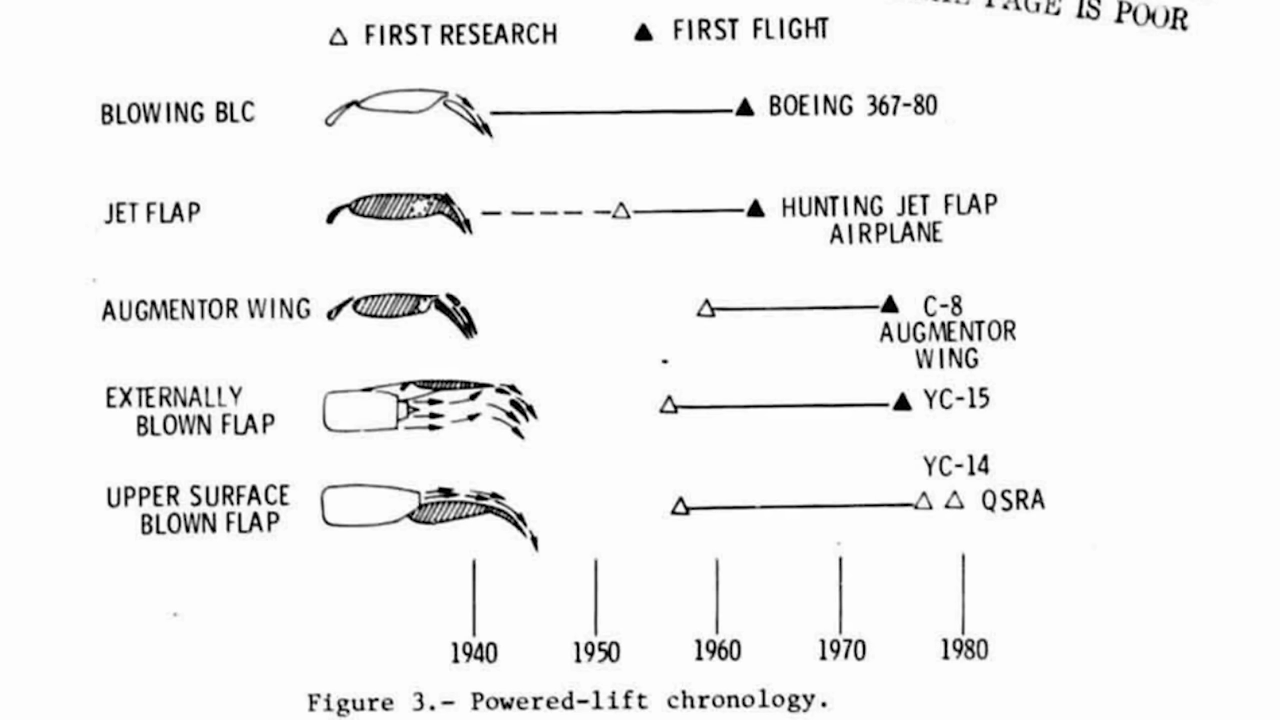 PAGE IS POOR
△ FIRST RESEARCH ▲ FIRST FLIGHT
BLOWING BLC BOEING 367-80
JET FLAP HUNTING JET FLAP
AIRPLANE
AUGMENTOR WING C-8
AUGMENTOR
WING
EXTERNALLY
BLOWN FLAP
YC-15
YC-14
UPPER SURFACE
BLOWN FLAP
QSRA
1940 1950 1960 1970 1980
Figure 3.- Powered-lift chronology.